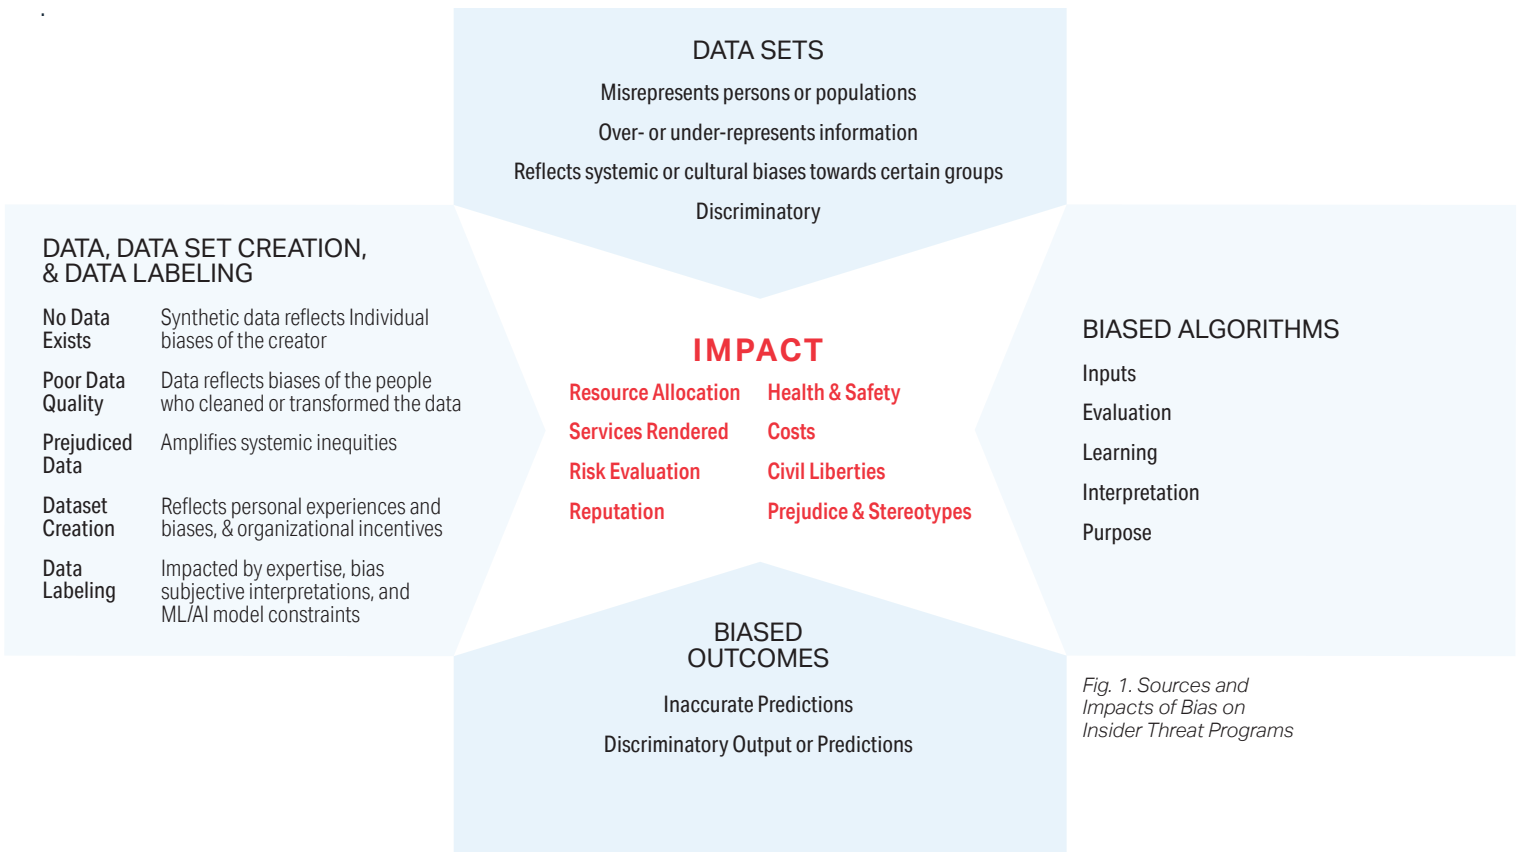 .
DATA SETS
Misrepresents persons or populations
Over- or under-represents information
Reflects systemic or cultural biases towards certain groups
Discriminatory
DATA, DATA SET CREATION,
& DATA LABELING
No Data
Exists
Synthetic data reflects Individual
biases of the creator
Poor Data
Quality
Data reflects biases of the people
who cleaned or transformed the data
Prejudiced
Data
Amplifies systemic inequities
Dataset
Creation
Reflects personal experiences and
biases, & organizational incentives
Data
Labeling
Impacted by expertise, bias
subjective interpretations, and
ML/AI model constraints
IMPACT
Resource Allocation
Services Rendered
Risk Evaluation
Reputation
Health & Safety
Costs
Civil Liberties
Prejudice & Stereotypes
BIASED ALGORITHMS
Inputs
Evaluation
Learning
Interpretation
Purpose
BIASED
OUTCOMES
Inaccurate Predictions
Discriminatory Output or Predictions
Fig. 1. Sources and
Impacts of Bias on
Insider Threat Programs